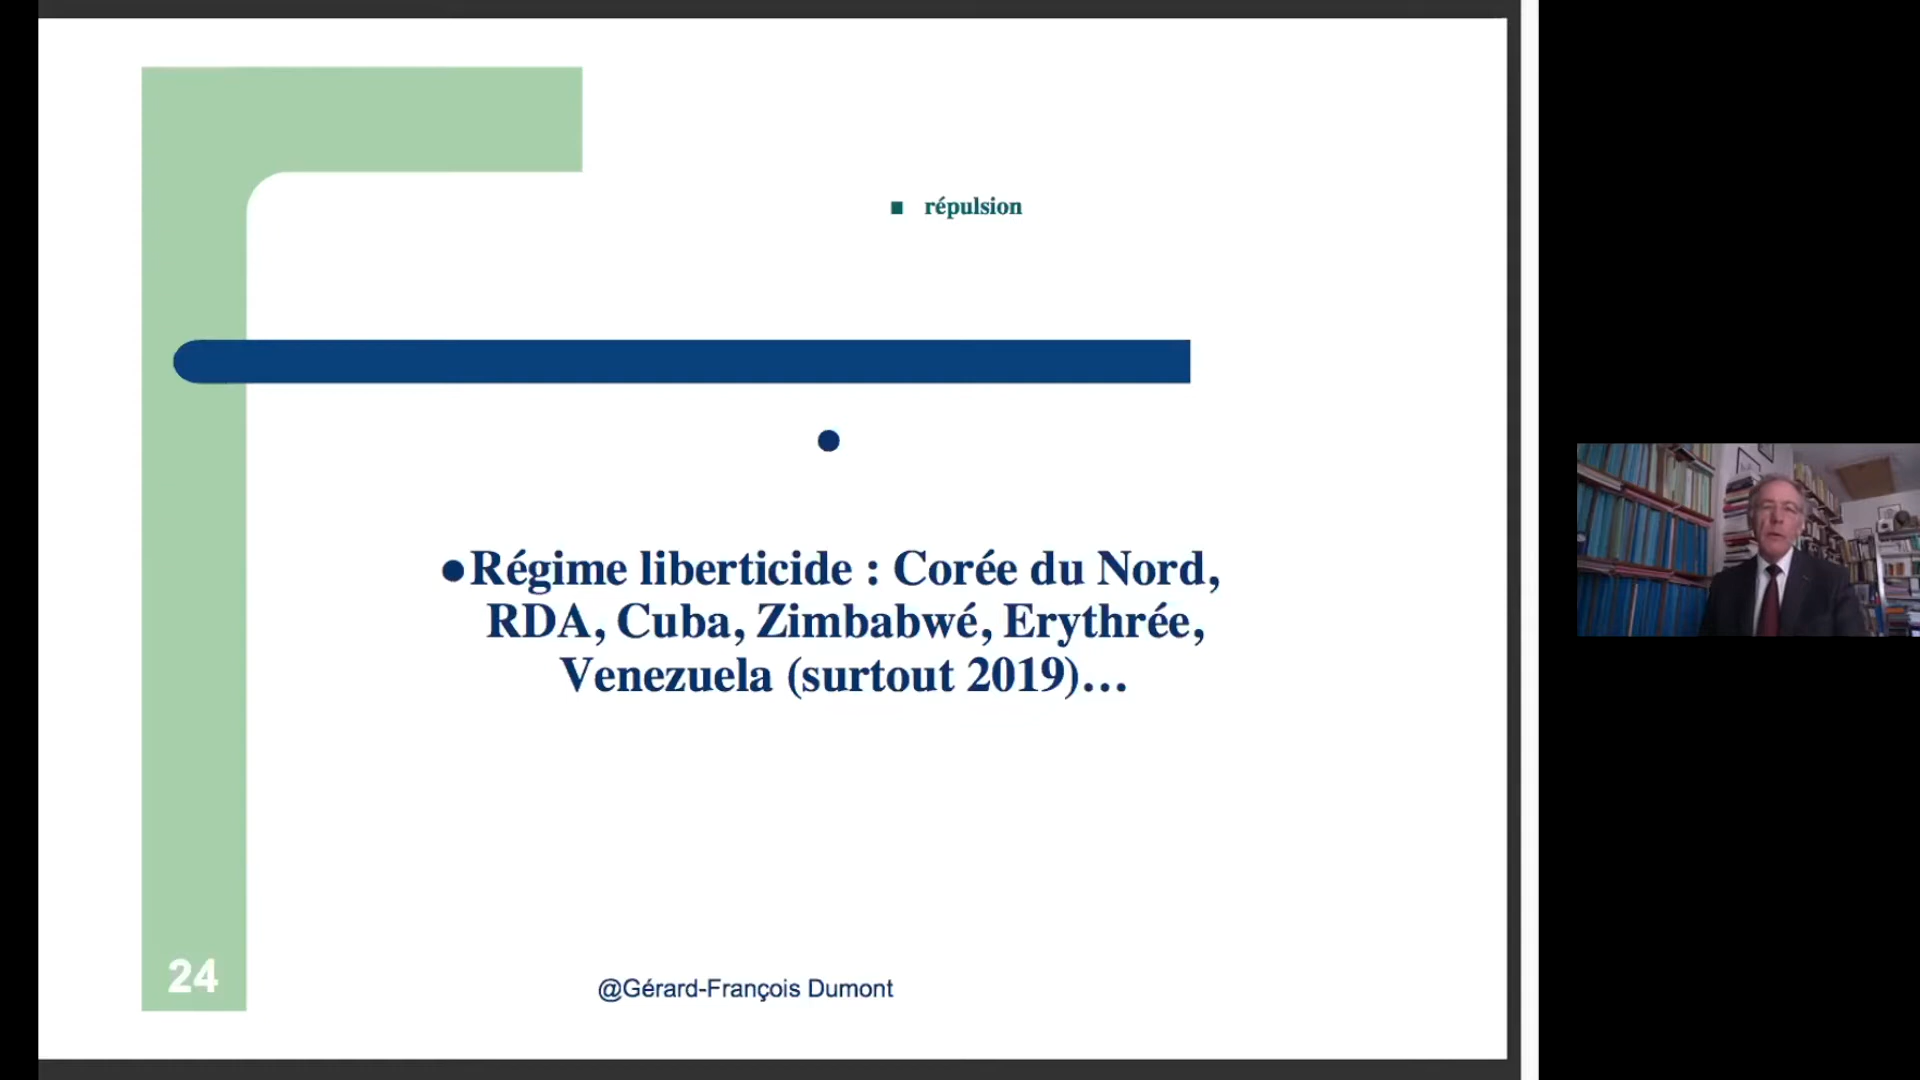 répulsion
Régime liberticide : Corée du Nord,
RDA, Cuba, Zimbabwé, Erythrée,
Venezuela (surtout 2019)…
24
@Gérard-François Dumont